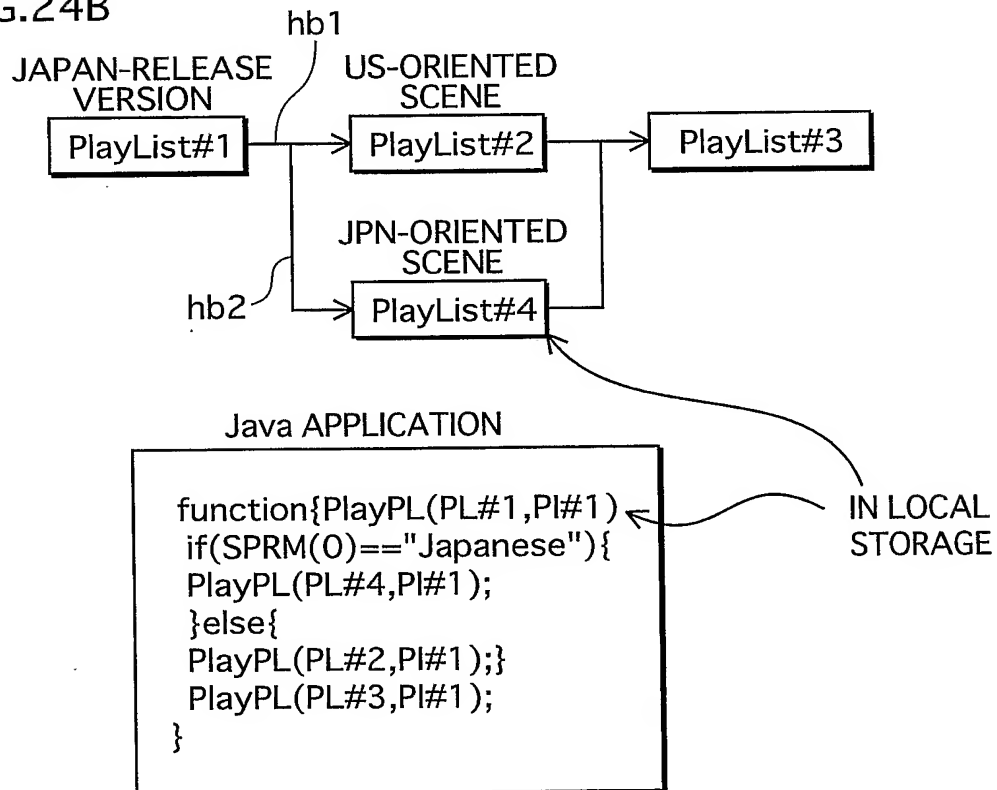 G.24B
hb1
JAPAN-RELEASE
VERSION
US-ORIENTED
SCENE
PlayList#1
PlayList#2
PlayList#3
JPN-ORIENTED
SCENE
hb2
PlayList#4
Java APPLICATION
function{PlayPL(PL#1,PI#1)
if(SPRM(0)=="Japanese"){
PlayPL(PL#4,PI#1);
}else{
PlayPL(PL#2,PI#1);}
PlayPL(PL#3,PI#1);
}
IN LOCAL
STORAGE